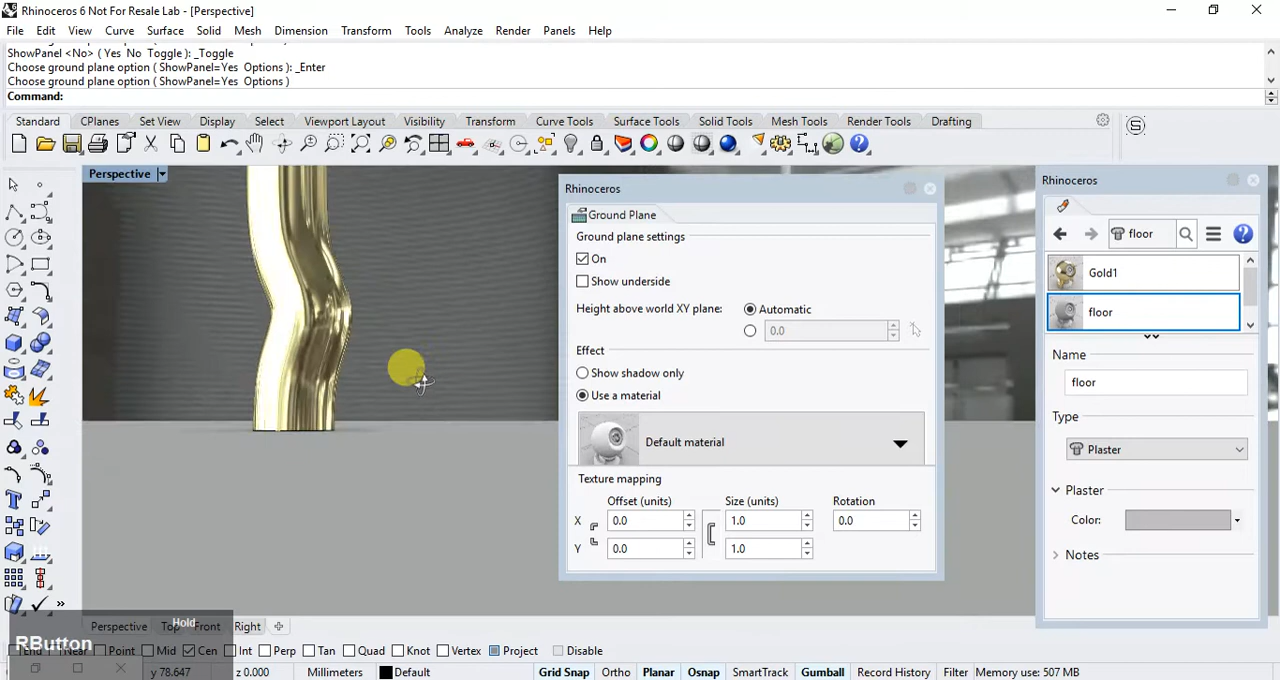 Rhinoceros 6 Not For Resale Lab - [Perspective]
File Edit View Curve Surface Solid Mesh Dimension Transform Tools Analyze Render Panels Help
ShowPanel <No> ( Yes No Toggle ): _Toggle
Choose ground plane option ( ShowPanel=Yes Options ): _Enter
Choose ground plane option ( ShowPanel=Yes Options )
Command:
Standard CPlanes Set View Display Select Viewport Layout Visibility Transform Curve Tools Surface Tools Solid Tools Mesh Tools Render Tools Drafting
Perspective
Rhinoceros
Ground Plane
Ground plane settings
On
Show underside
Height above world XY plane: Automatic
0.0
Effect
Show shadow only
Use a material
Default material
Texture mapping
Offset (units) Size (units) Rotation
X 0.0 1.0 0.0
Y 0.0 1.0
Rhinoceros
floor
Gold1
floor
Name
floor
Type
Plaster
Plaster
Color:
Notes
Perspective Top Front Right
Hold
RButton
End Near Point Mid Cen Int Perp Tan Quad Knot Vertex Project Disable
y 78.647 z 0.000 Millimeters Default Grid Snap Ortho Planar Osnap SmartTrack Gumball Record History Filter Memory use: 507 MB